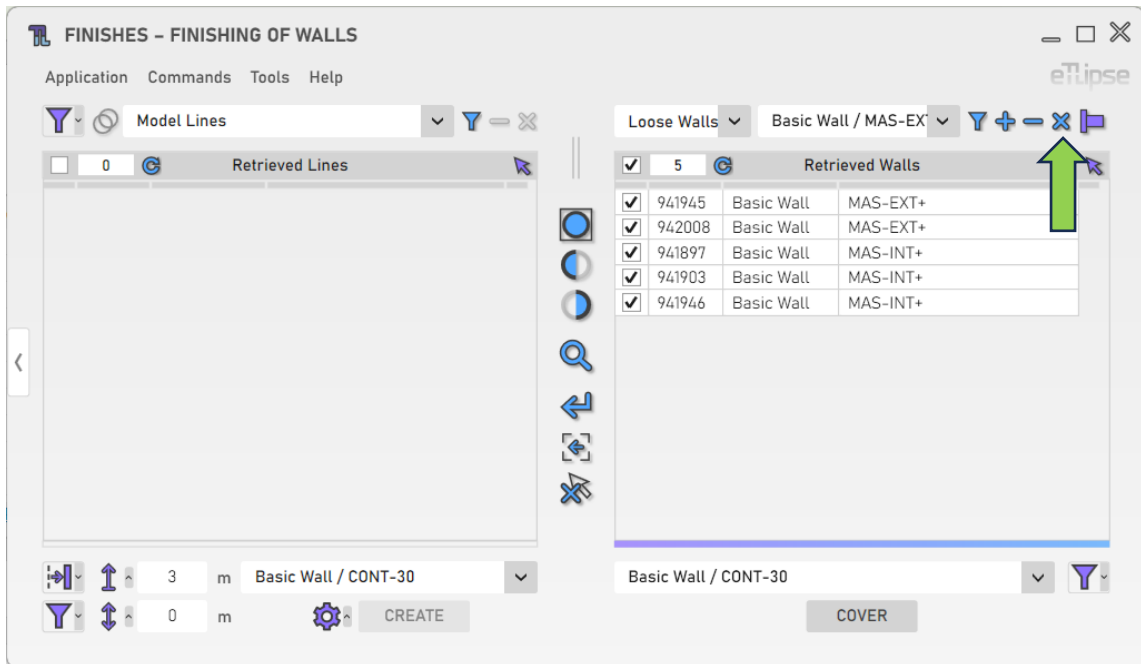 FINISHES – FINISHING OF WALLS
Application Commands Tools Help
eTLipse
Model Lines
Loose Walls
Basic Wall / MAS-EX
0 Retrieved Lines
5 Retrieved Walls
941945 Basic Wall MAS-EXT+
942008 Basic Wall MAS-EXT+
941897 Basic Wall MAS-INT+
941903 Basic Wall MAS-INT+
941946 Basic Wall MAS-INT+
3 m Basic Wall / CONT-30
Basic Wall / CONT-30
0 m CREATE
COVER